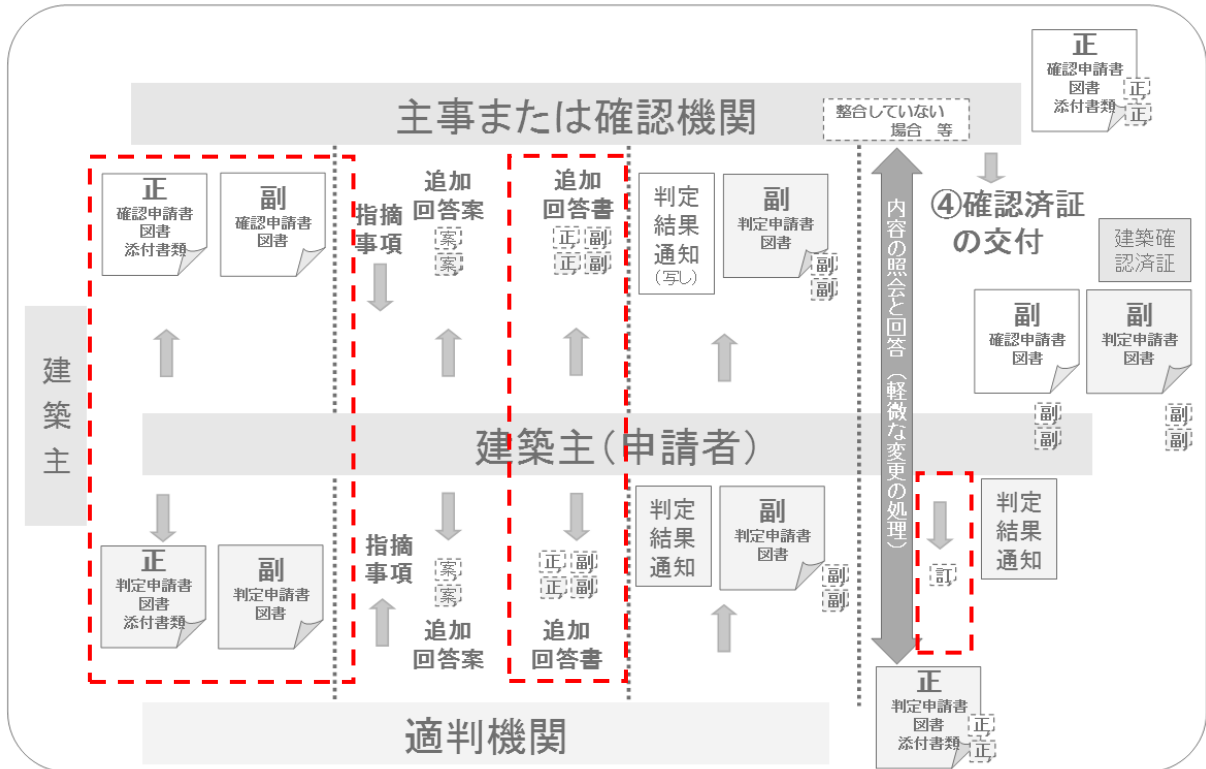 正
確認申請書
図書
添付書類
正
正
主事または確認機関
整合していない
場合 等
正
確認申請書
図書
添付書類
副
確認申請書
図書
指摘
事項
追加
回答案
案
案
追加
回答書
正 副
正 副
判定
結果
通知
(写し)
副
判定申請書
図書
副
副
内容の照会と回答（軽微な変更の処理）
④確認済証
の交付
建築確
認済証
副
確認申請書
図書
副
副
副
判定申請書
図書
副
副
建築主
建築主(申請者)
正
判定申請書
図書
添付書類
副
判定申請書
図書
指摘
事項
案
案
追加
回答案
正 副
正 副
追加
回答書
判定
結果
通知
副
判定申請書
図書
副
副
訂
判定
結果
通知
適判機関
正
判定申請書
図書
添付書類
正
正